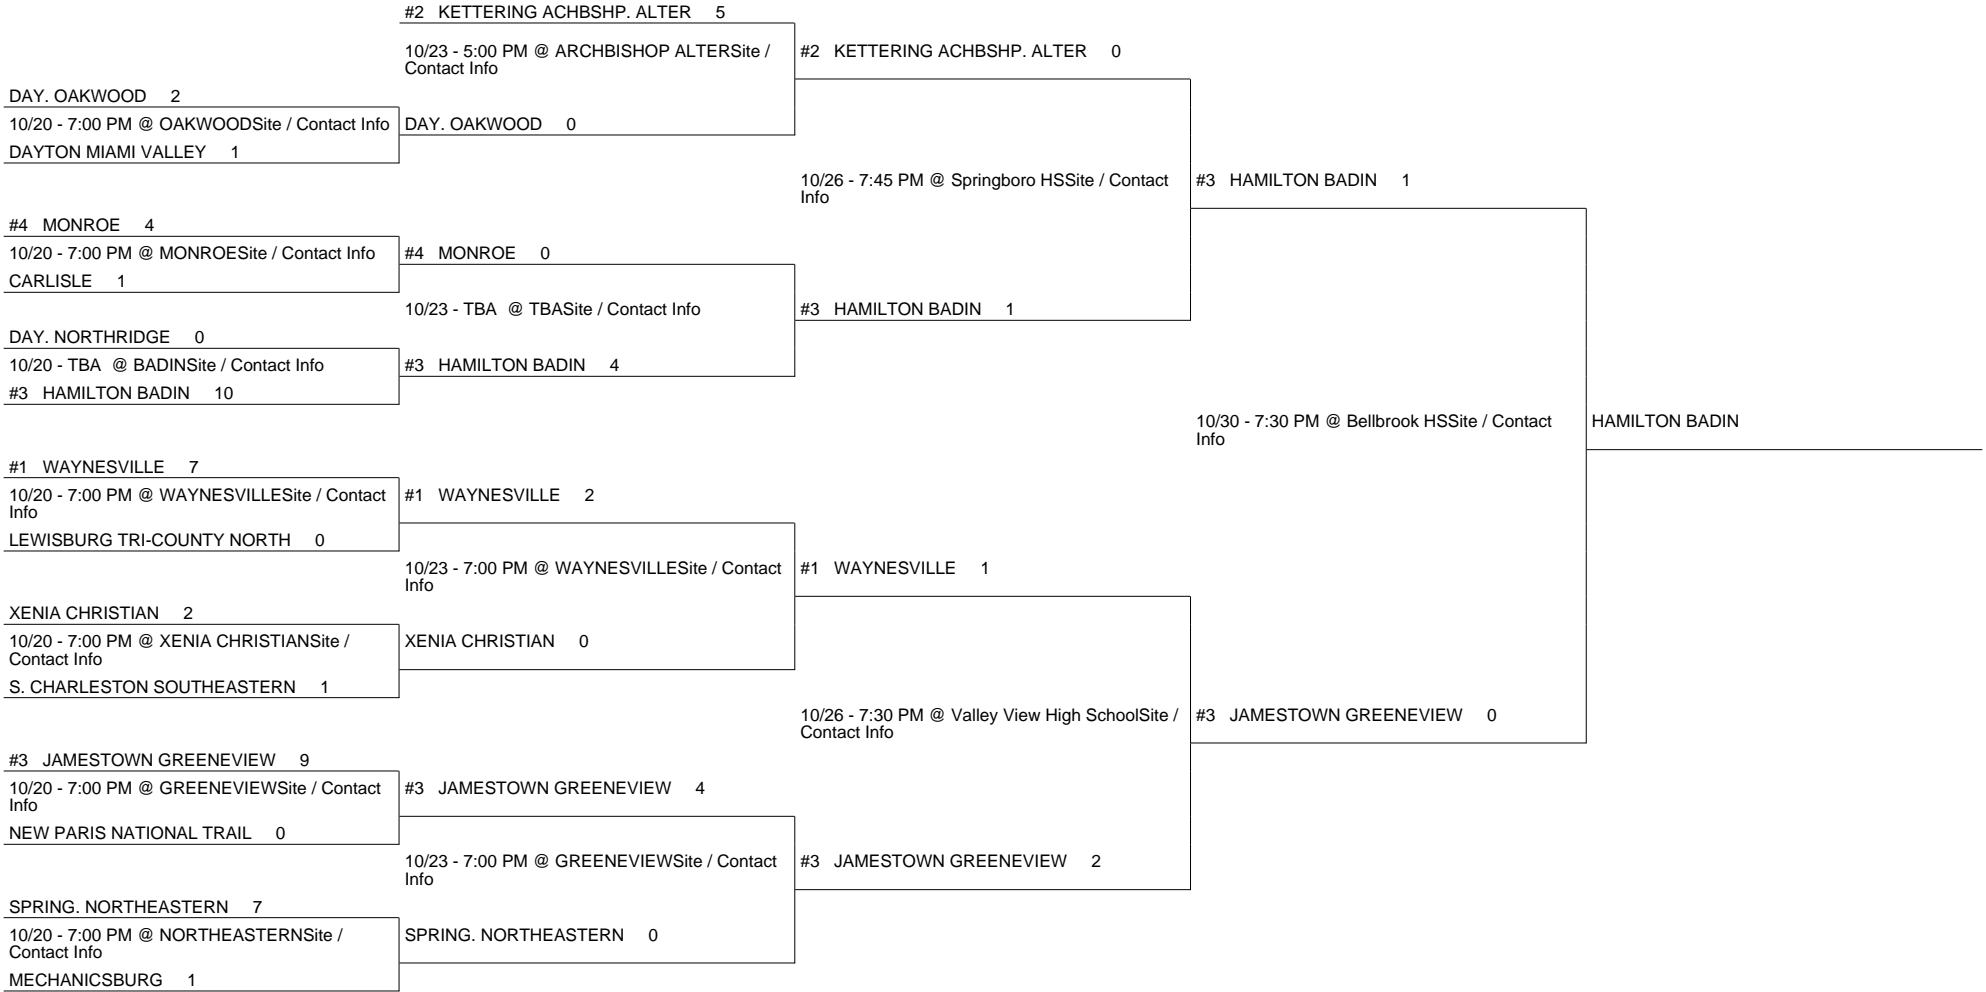 #2 KETTERING ACHBSHP. ALTER 5
10/23 - 5:00 PM @ ARCHBISHOP ALTERSite /
Contact Info
#2 KETTERING ACHBSHP. ALTER 0
DAY. OAKWOOD 2
10/20 - 7:00 PM @ OAKWOODSite / Contact Info
DAY. OAKWOOD 0
DAYTON MIAMI VALLEY 1
10/26 - 7:45 PM @ Springboro HSSite / Contact
Info
#3 HAMILTON BADIN 1
#4 MONROE 4
10/20 - 7:00 PM @ MONROESite / Contact Info
#4 MONROE 0
CARLISLE 1
10/23 - TBA @ TBASite / Contact Info
#3 HAMILTON BADIN 1
DAY. NORTHRIDGE 0
10/20 - TBA @ BADINSite / Contact Info
#3 HAMILTON BADIN 4
#3 HAMILTON BADIN 10
10/30 - 7:30 PM @ Bellbrook HSSite / Contact
Info
HAMILTON BADIN
#1 WAYNESVILLE 7
10/20 - 7:00 PM @ WAYNESVILLESite / Contact
Info
#1 WAYNESVILLE 2
LEWISBURG TRI-COUNTY NORTH 0
10/23 - 7:00 PM @ WAYNESVILLESite / Contact
Info
#1 WAYNESVILLE 1
XENIA CHRISTIAN 2
10/20 - 7:00 PM @ XENIA CHRISTIANSite /
Contact Info
XENIA CHRISTIAN 0
S. CHARLESTON SOUTHEASTERN 1
10/26 - 7:30 PM @ Valley View High SchoolSite /
Contact Info
#3 JAMESTOWN GREENEVIEW 0
#3 JAMESTOWN GREENEVIEW 9
10/20 - 7:00 PM @ GREENEVIEWSite / Contact
Info
#3 JAMESTOWN GREENEVIEW 4
NEW PARIS NATIONAL TRAIL 0
10/23 - 7:00 PM @ GREENEVIEWSite / Contact
Info
#3 JAMESTOWN GREENEVIEW 2
SPRING. NORTHEASTERN 7
10/20 - 7:00 PM @ NORTHEASTERNSite /
Contact Info
SPRING. NORTHEASTERN 0
MECHANICSBURG 1